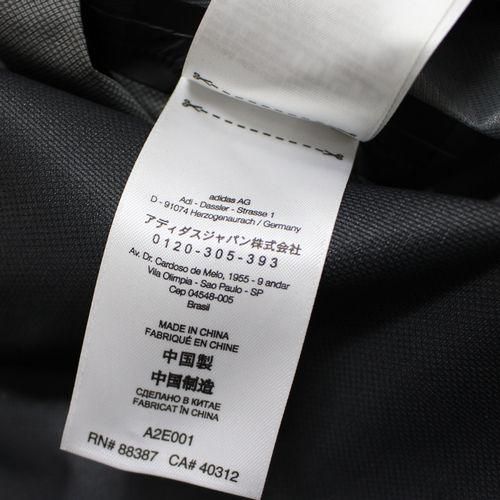 adidas AG
Adi - Dassler - Strasse 1
D - 91074 Herzogenaurach / Germany
アディダスジャパン株式会社
0120-305-393
Av. Dr. Cardoso de Melo, 1955 - 9 andar
Vila Olimpia - Sao Paulo - SP
Cep 04548-005
Brasil
MADE IN CHINA
FABRIQUÉ EN CHINE
中国製
中国制造
СДЕЛАНО В КИТАЕ
FABRICAT ÎN CHINA
A2E001
RN# 88387 CA# 40312